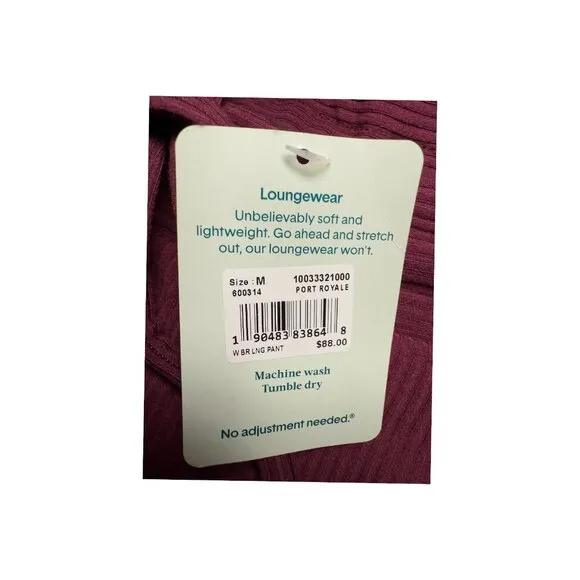 Loungewear
Unbelievably soft and
lightweight. Go ahead and stretch
out, our loungewear won't.
Size : M 10033321000
600314 PORT ROYALE
1 90483 83864 8
W BR LNG PANT $88.00
Machine wash
Tumble dry
No adjustment needed.®